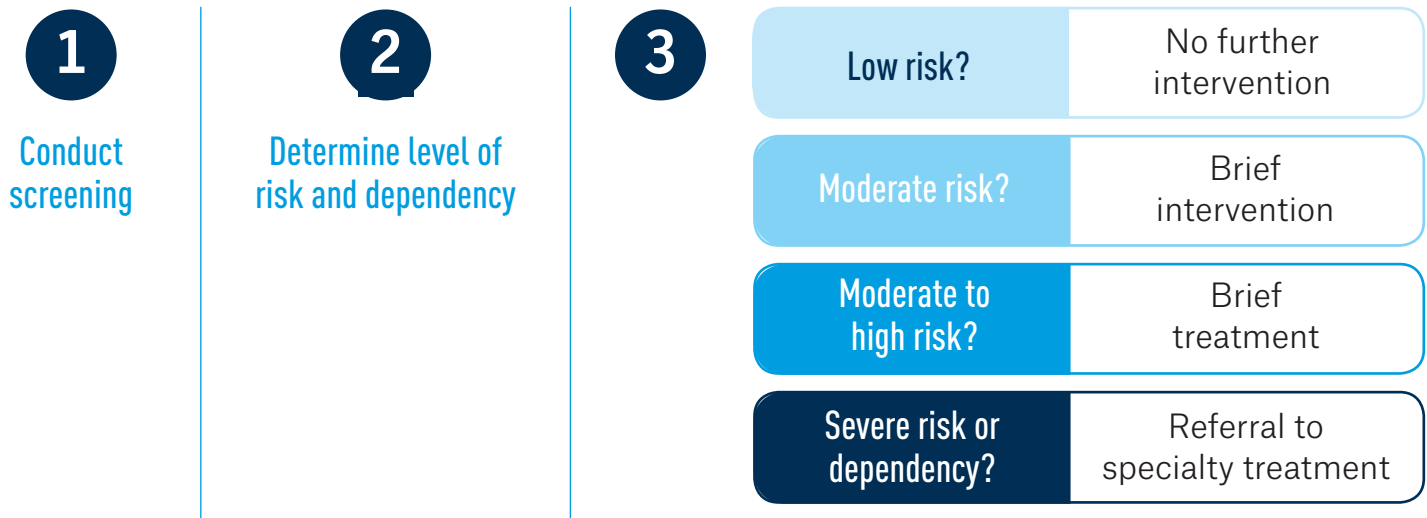 1
Conduct
screening
2
Determine level of
risk and dependency
3
Low risk?
No further
intervention
Moderate risk?
Brief
intervention
Moderate to
high risk?
Brief
treatment
Severe risk or
dependency?
Referral to
specialty treatment